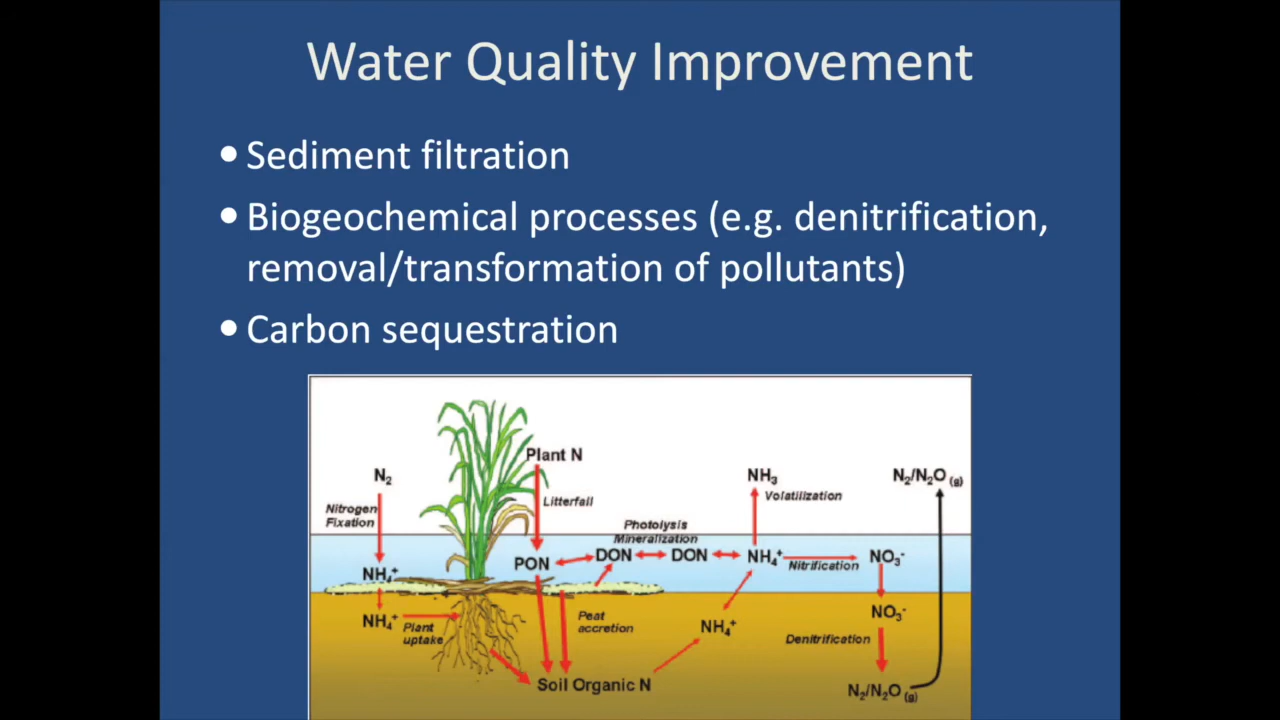 Water Quality Improvement
• Sediment filtration
• Biogeochemical processes (e.g. denitrification,
removal/transformation of pollutants)
• Carbon sequestration
Plant N
N₂
NH₃
N₂/N₂O (g)
Nitrogen
Fixation
Litterfall
Volatilization
Photolysis
Mineralization
PON
DON
DON
NH₄⁺
Nitrification
NO₃⁻
NH₄⁺
NH₄⁺
Plant
uptake
Peat
accretion
NH₄⁺
NO₃⁻
Denitrification
Soil Organic N
N₂/N₂O (g)